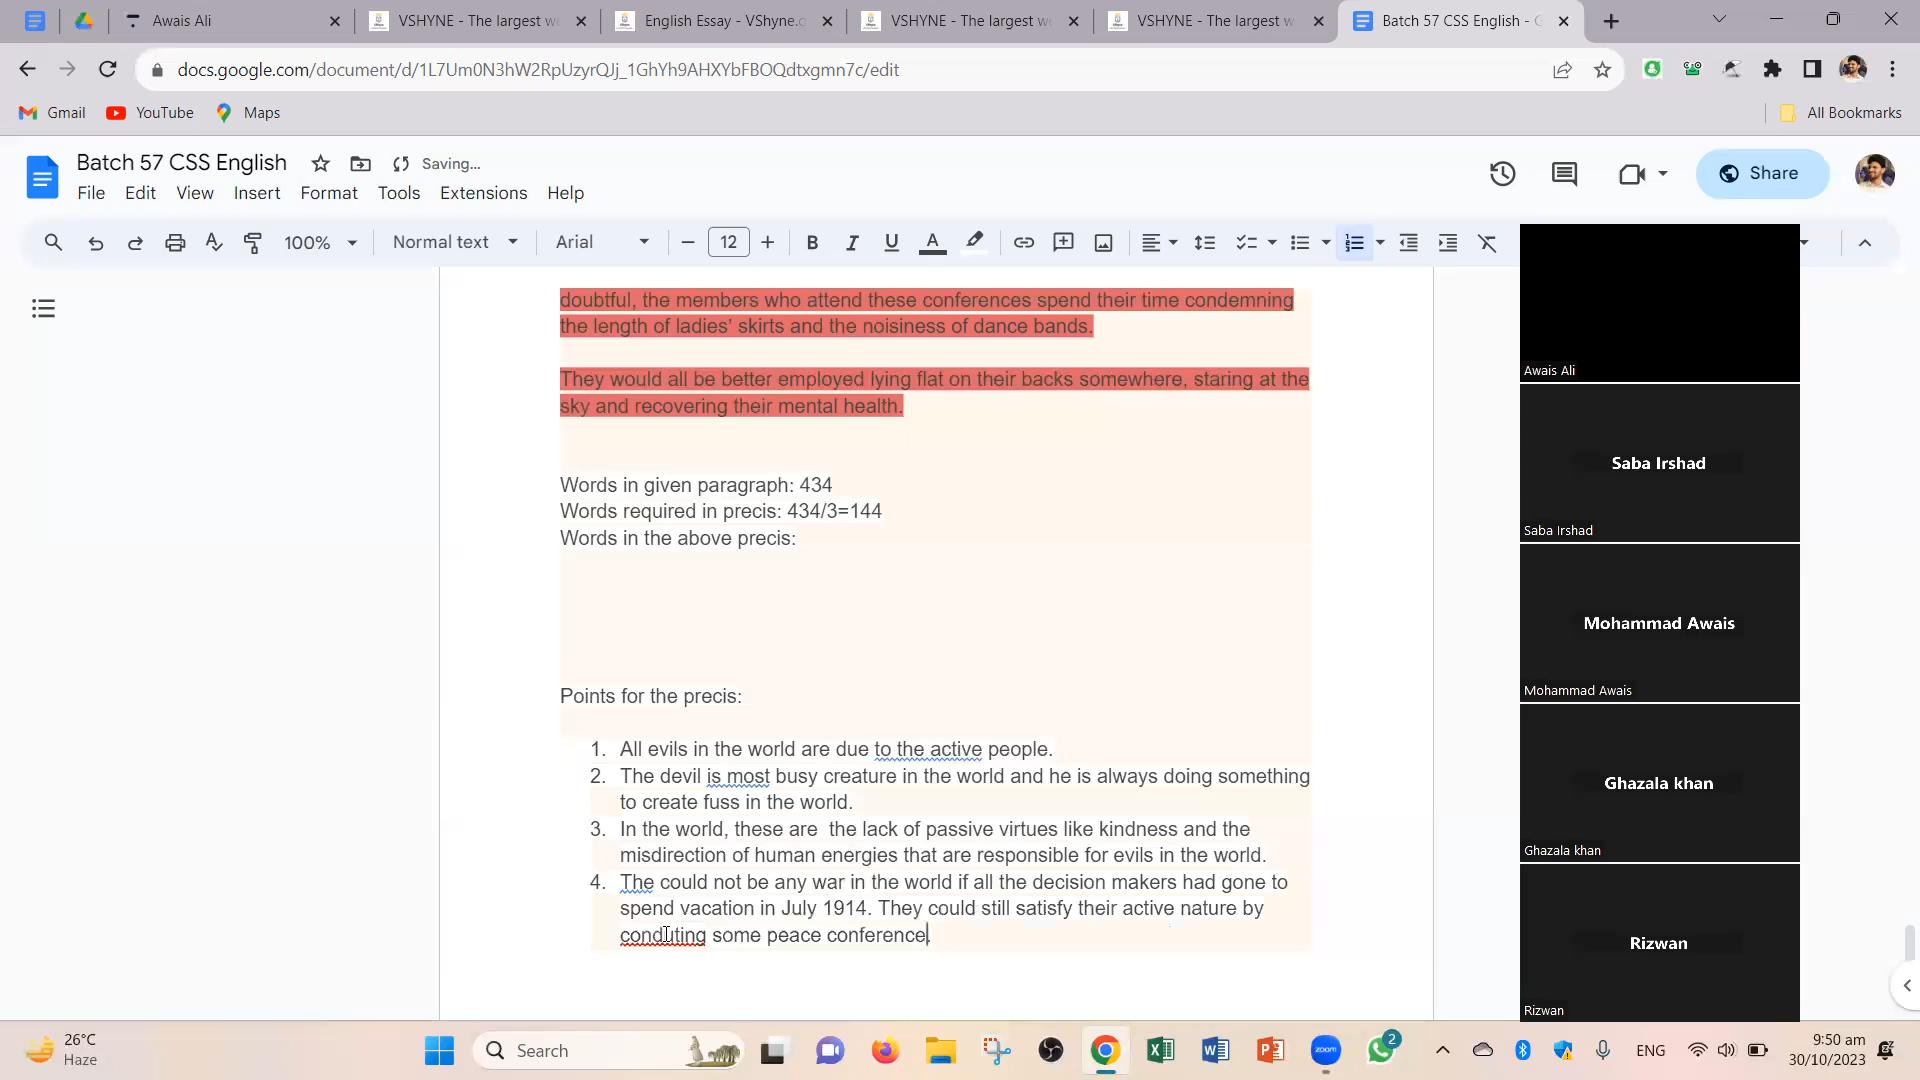 Awais Ali
VSHYNE - The largest w
English Essay - VShyne.c
VSHYNE - The largest w
VSHYNE - The largest w
Batch 57 CSS English - G
docs.google.com/document/d/1L7Um0N3hW2RpUzyrQJj_1GhYh9AHXYbFBOQdtxgmn7c/edit
Gmail
YouTube
Maps
All Bookmarks
Batch 57 CSS English
Saving...
Share
File Edit View Insert Format Tools Extensions Help
100%
Normal text
Arial
12
doubtful, the members who attend these conferences spend their time condemning
the length of ladies' skirts and the noisiness of dance bands.
They would all be better employed lying flat on their backs somewhere, staring at the
sky and recovering their mental health.
Words in given paragraph: 434
Words required in precis: 434/3=144
Words in the above precis:
Points for the precis:
1. All evils in the world are due to the active people.
2. The devil is most busy creature in the world and he is always doing something
to create fuss in the world.
3. In the world, these are  the lack of passive virtues like kindness and the
misdirection of human energies that are responsible for evils in the world.
4. The could not be any war in the world if all the decision makers had gone to
spend vacation in July 1914. They could still satisfy their active nature by
conduting some peace conference.
Awais Ali
Saba Irshad
Saba Irshad
Mohammad Awais
Mohammad Awais
Ghazala khan
Ghazala khan
Rizwan
Rizwan
26°C
Haze
Search
zoom
2
ENG
9:50 am
30/10/2023